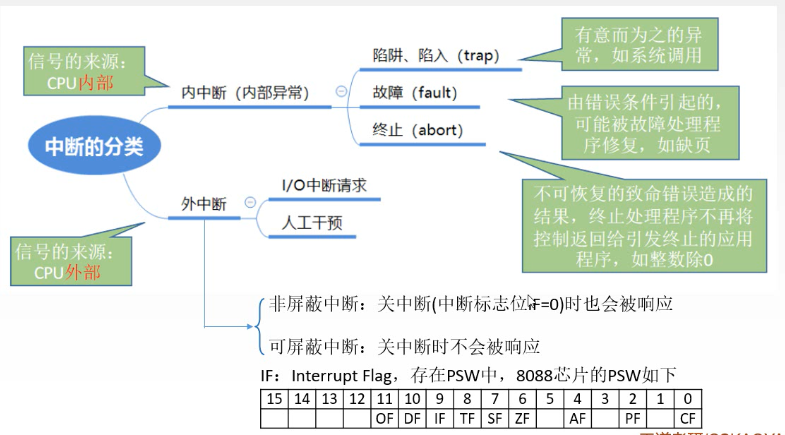 信号的来源：
CPU内部
中断的分类
内中断（内部异常）
陷阱、陷入（trap）
有意而为之的异
常，如系统调用
故障（fault）
由错误条件引起的，
可能被故障处理程
序修复，如缺页
终止（abort）
不可恢复的致命错误造成的
结果，终止处理程序不再将
控制返回给引发终止的应用
程序，如整数除0
外中断
I/O中断请求
人工干预
信号的来源：
CPU外部
非屏蔽中断：关中断(中断标志位IF=0)时也会被响应
可屏蔽中断：关中断时不会被响应
IF：Interrupt Flag，存在PSW中，8088芯片的PSW如下
15 14 13 12 11 10 9 8 7 6 5 4 3 2 1 0
OF DF IF TF SF ZF AF PF CF